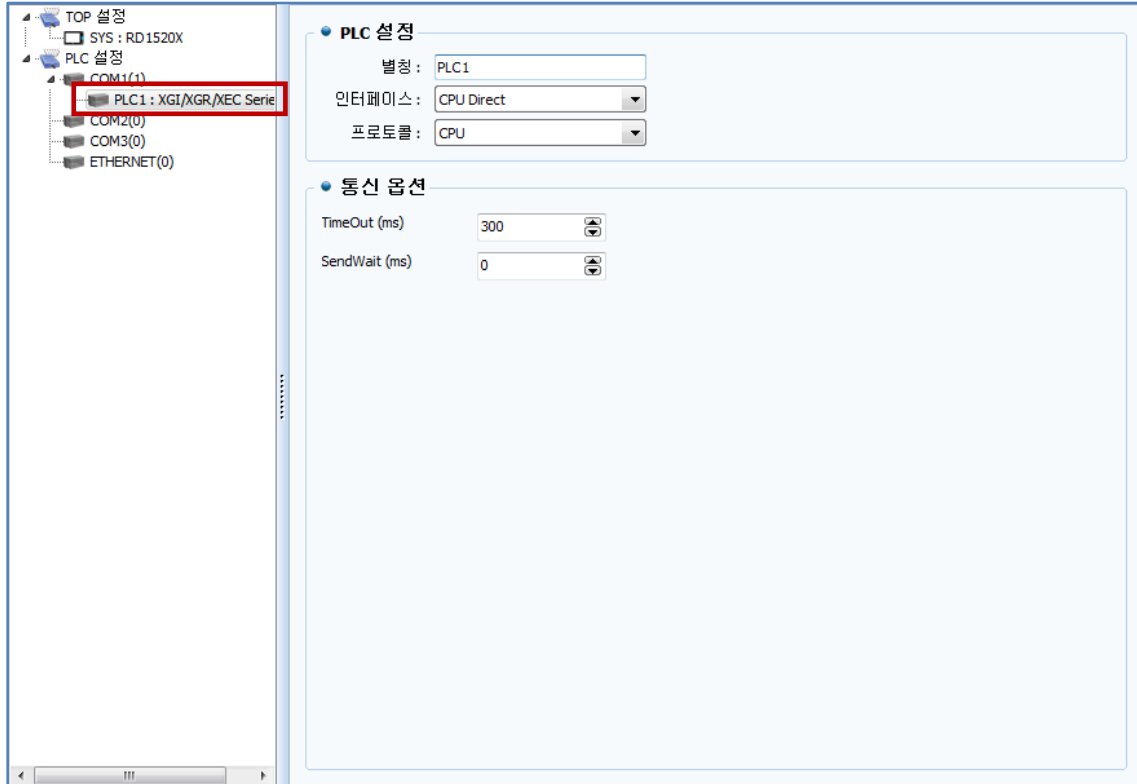 TOP 설정
SYS : RD1520X
PLC 설정
COM1(1)
PLC1 : XGI/XGR/XEC Serie
COM2(0)
COM3(0)
ETHERNET(0)
PLC 설정
별칭 : PLC1
인터페이스 : CPU Direct
프로토콜 : CPU
통신 옵션
TimeOut (ms) 300
SendWait (ms) 0